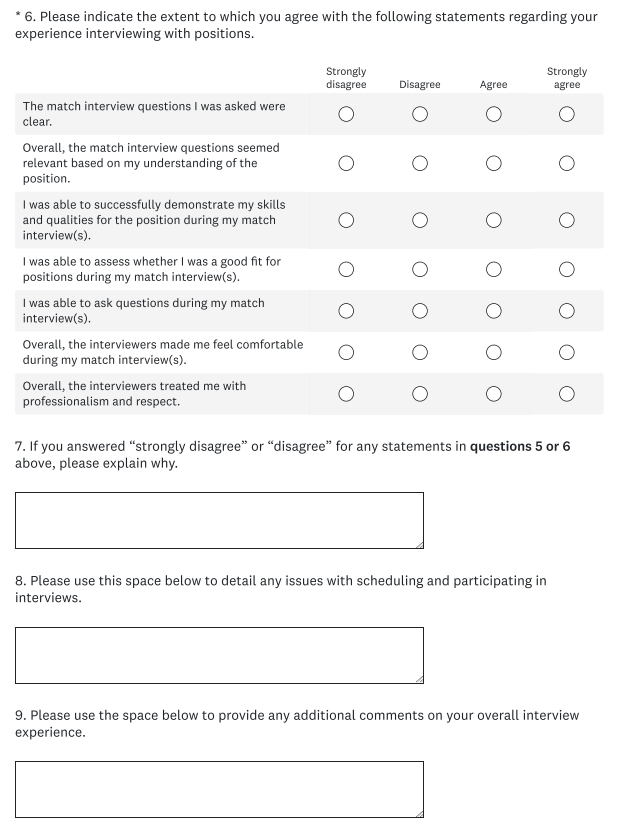 * 6. Please indicate the extent to which you agree with the following statements regarding your
experience interviewing with positions.
Strongly
disagree
Disagree
Agree
Strongly
agree
The match interview questions I was asked were
clear.
Overall, the match interview questions seemed
relevant based on my understanding of the
position.
I was able to successfully demonstrate my skills
and qualities for the position during my match
interview(s).
I was able to assess whether I was a good fit for
positions during my match interview(s).
I was able to ask questions during my match
interview(s).
Overall, the interviewers made me feel comfortable
during my match interview(s).
Overall, the interviewers treated me with
professionalism and respect.
7. If you answered “strongly disagree” or “disagree” for any statements in questions 5 or 6
above, please explain why.
8. Please use this space below to detail any issues with scheduling and participating in
interviews.
9. Please use the space below to provide any additional comments on your overall interview
experience.